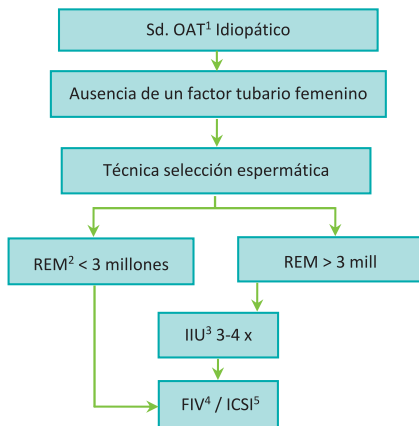 Sd. OAT¹ Idiopático
Ausencia de un factor tubario femenino
Técnica selección espermática
REM² < 3 millones
REM > 3 mill
IIU³ 3-4 x
FIV⁴ / ICSI⁵